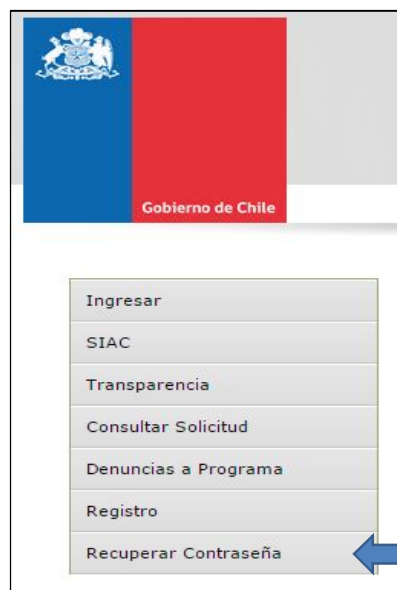 Gobierno de Chile
Ingresar
SIAC
Transparencia
Consultar Solicitud
Denuncias a Programa
Registro
Recuperar Contraseña